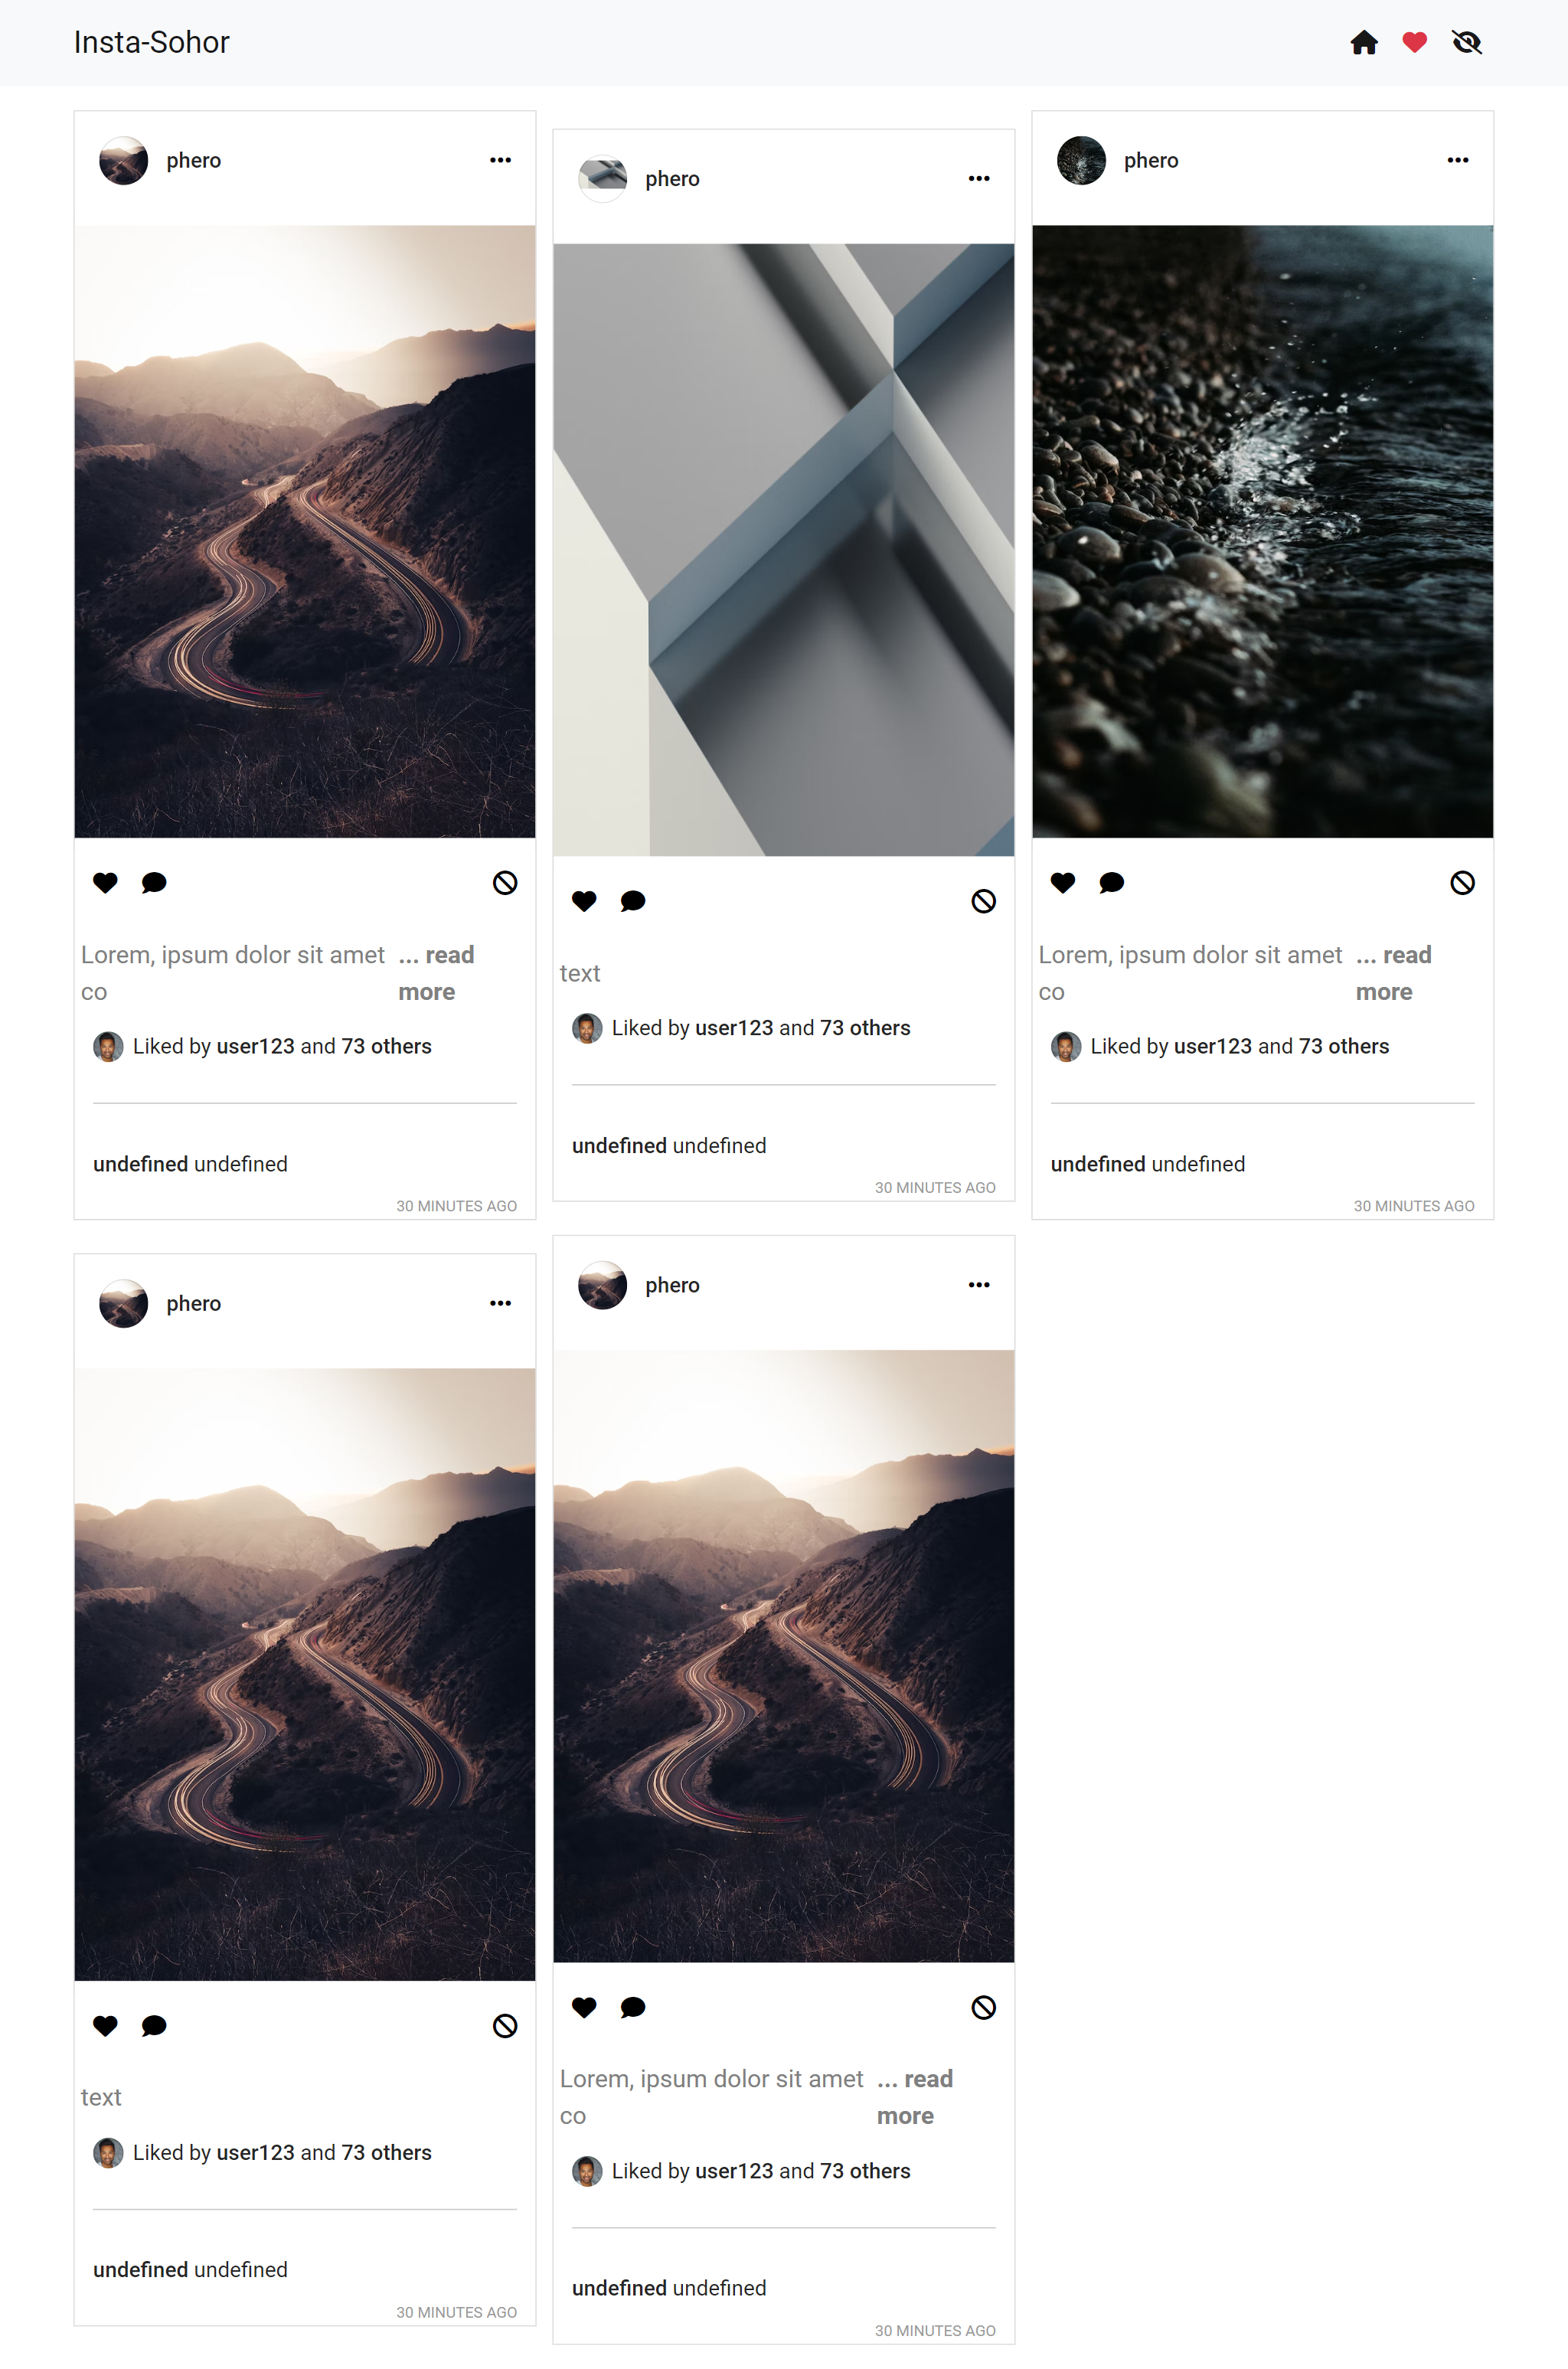 Insta-Sohor
phero
Lorem, ipsum dolor sit amet ... read
co more
Liked by user123 and 73 others
undefined undefined
30 MINUTES AGO
phero
text
Liked by user123 and 73 others
undefined undefined
30 MINUTES AGO
phero
Lorem, ipsum dolor sit amet ... read
co more
Liked by user123 and 73 others
undefined undefined
30 MINUTES AGO
phero
text
Liked by user123 and 73 others
undefined undefined
30 MINUTES AGO
phero
Lorem, ipsum dolor sit amet ... read
co more
Liked by user123 and 73 others
undefined undefined
30 MINUTES AGO